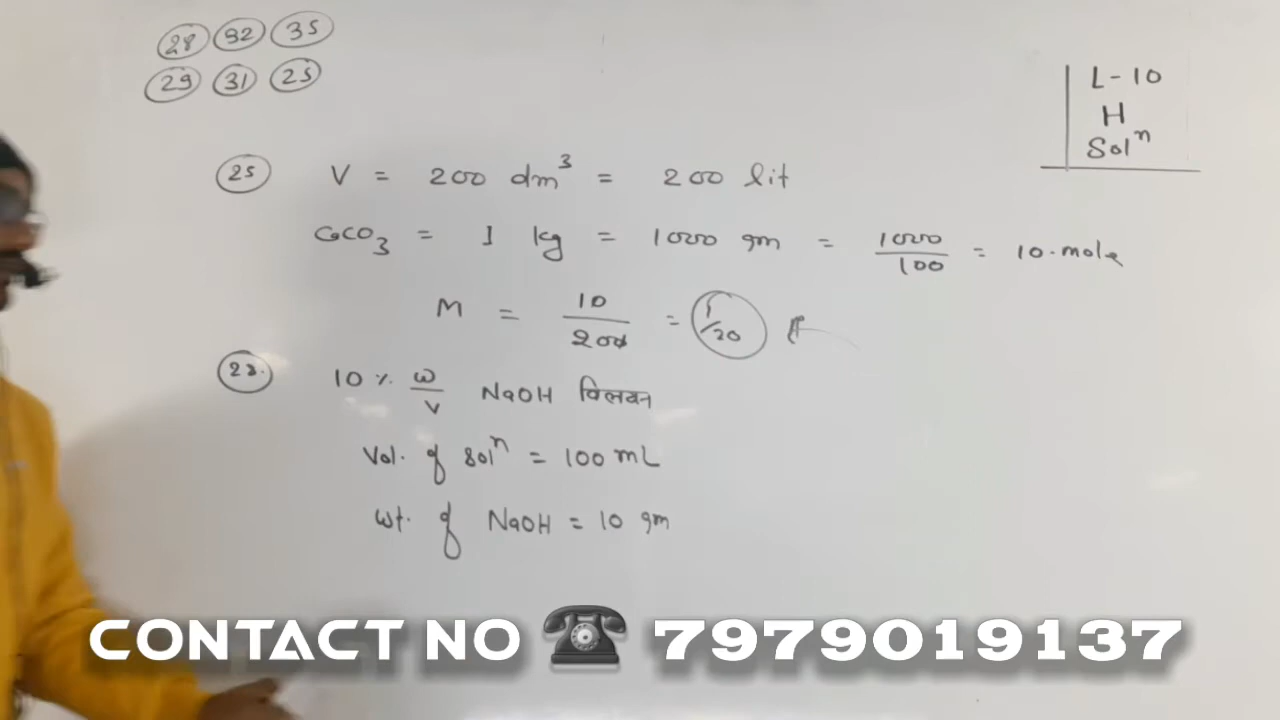 28 32 35
29 31 25
L-10
H
Solⁿ
25 V = 200 dm³ = 200 lit
CaCO₃ = 1 kg = 1000 gm = 1000/100 = 10 mole
M = 10/200 = 1/20
28. 10 % w/v NaOH विलयन
Vol. of Solⁿ = 100 mL
wt. of NaOH = 10 gm
CONTACT NO ☎ 7979019137